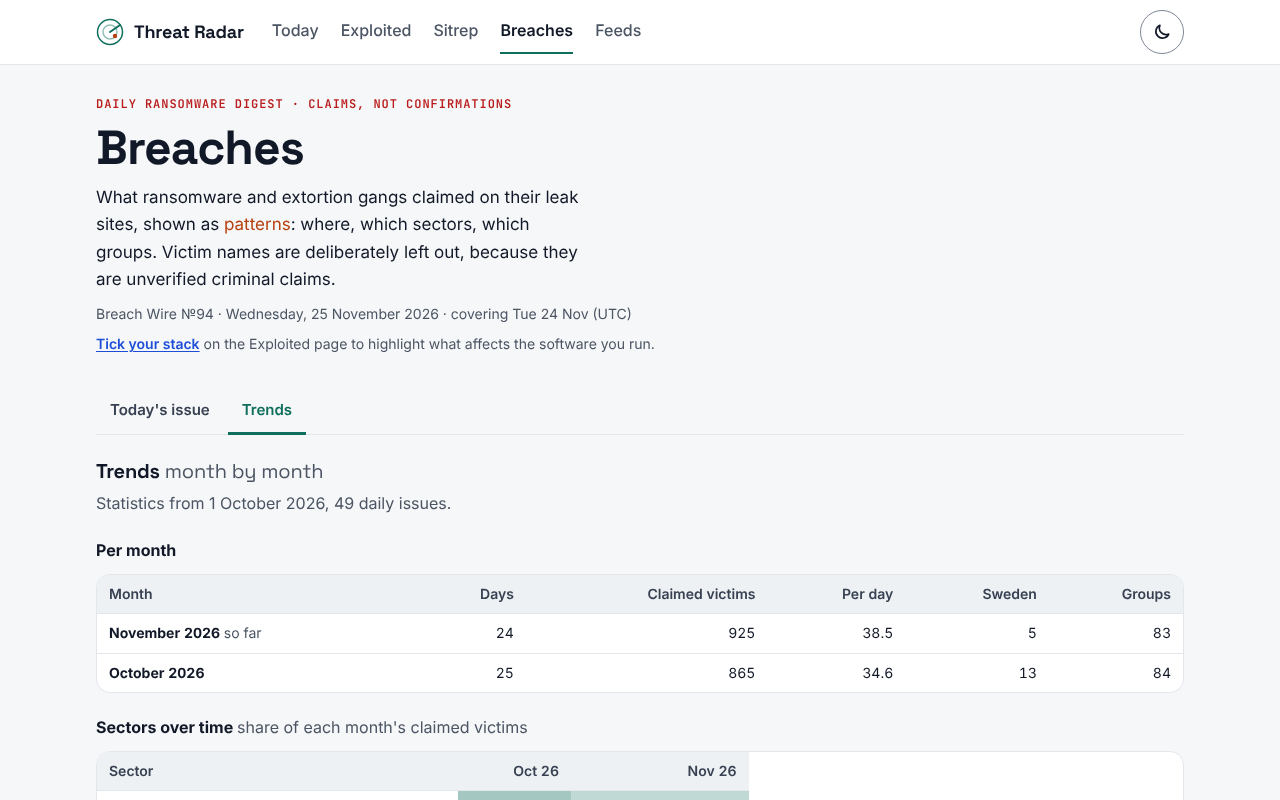 Threat Radar Today Exploited Sitrep Breaches Feeds
DAILY RANSOMWARE DIGEST · CLAIMS, NOT CONFIRMATIONS
Breaches
What ransomware and extortion gangs claimed on their leak
sites, shown as patterns: where, which sectors, which
groups. Victim names are deliberately left out, because they
are unverified criminal claims.
Breach Wire №94 · Wednesday, 25 November 2026 · covering Tue 24 Nov (UTC)
Tick your stack on the Exploited page to highlight what affects the software you run.
Today's issue Trends
Trends month by month
Statistics from 1 October 2026, 49 daily issues.
Per month
Month Days Claimed victims Per day Sweden Groups
November 2026 so far 24 925 38.5 5 83
October 2026 25 865 34.6 13 84
Sectors over time share of each month's claimed victims
Sector Oct 26 Nov 26